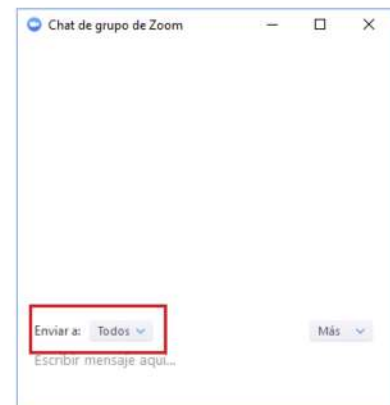 Chat de grupo de Zoom
Enviar a: Todos
Más
Escribir mensaje aquí...